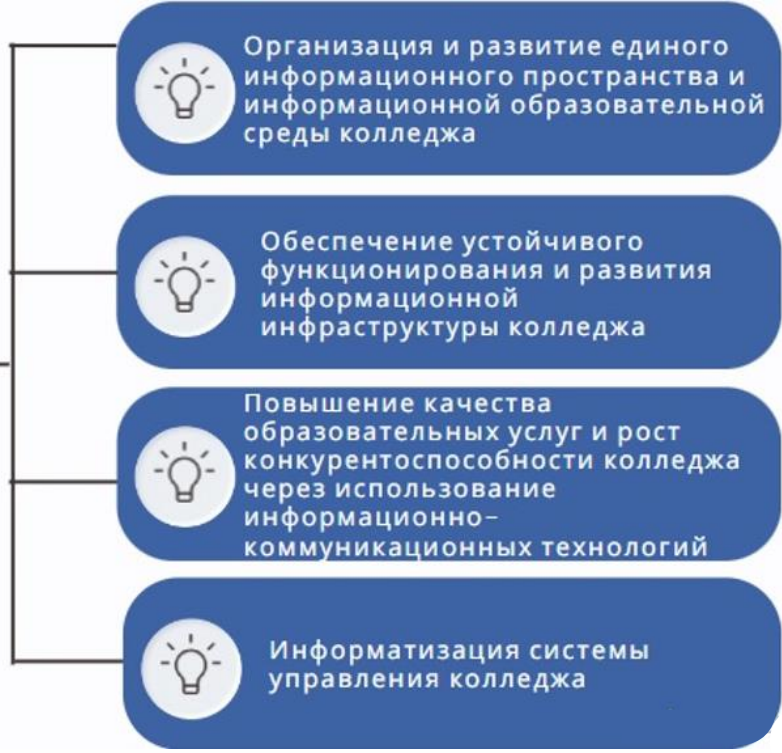 Организация и развитие единого
информационного пространства и
информационной образовательной
среды колледжа
Обеспечение устойчивого
функционирования и развития
информационной
инфраструктуры колледжа
Повышение качества
образовательных услуг и рост
конкурентоспособности колледжа
через использование
информационно-
коммуникационных технологий
Информатизация системы
управления колледжа